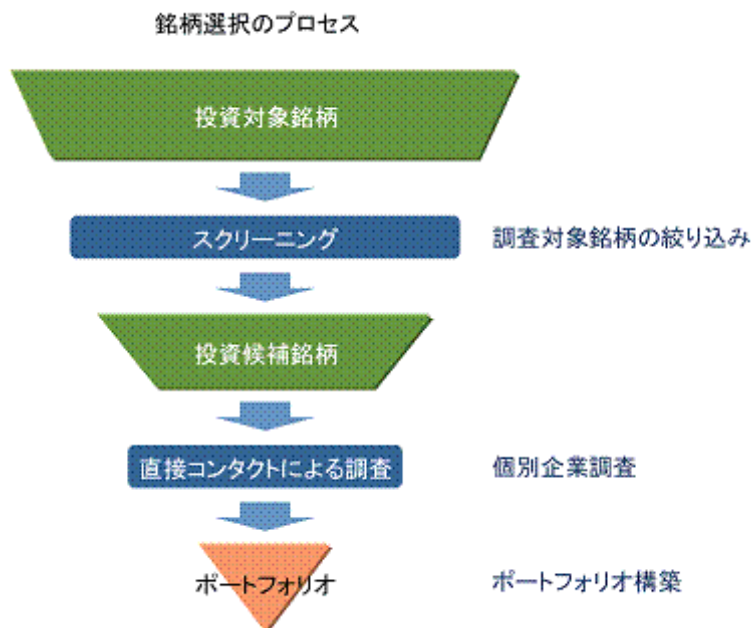 銘柄選択のプロセス
投資対象銘柄
スクリーニング
調査対象銘柄の絞り込み
投資候補銘柄
直接コンタクトによる調査
個別企業調査
ポートフォリオ
ポートフォリオ構築